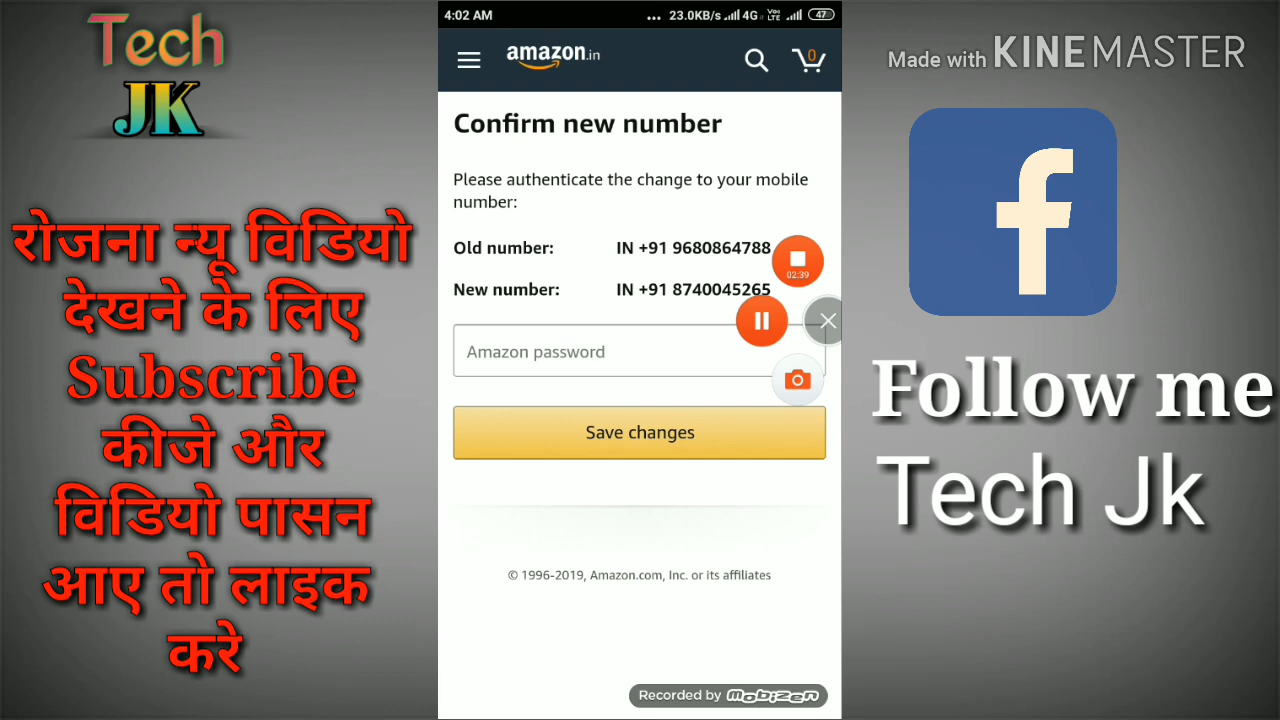 Tech
JK
रोजना न्यू विडियो
देखने के लिए
Subscribe
कीजे और
विडियो पासन
आए तो लाइक
करे
4:02 AM
... 23.0KB/s 4G Voo LTE 47
amazon.in
0
Confirm new number
Please authenticate the change to your mobile
number:
Old number: IN +91 9680864788
New number: IN +91 8740045265
02:39
Amazon password
Save changes
© 1996-2019, Amazon.com, Inc. or its affiliates
Recorded by mobizen
Made with KINEMASTER
f
Follow me
Tech Jk